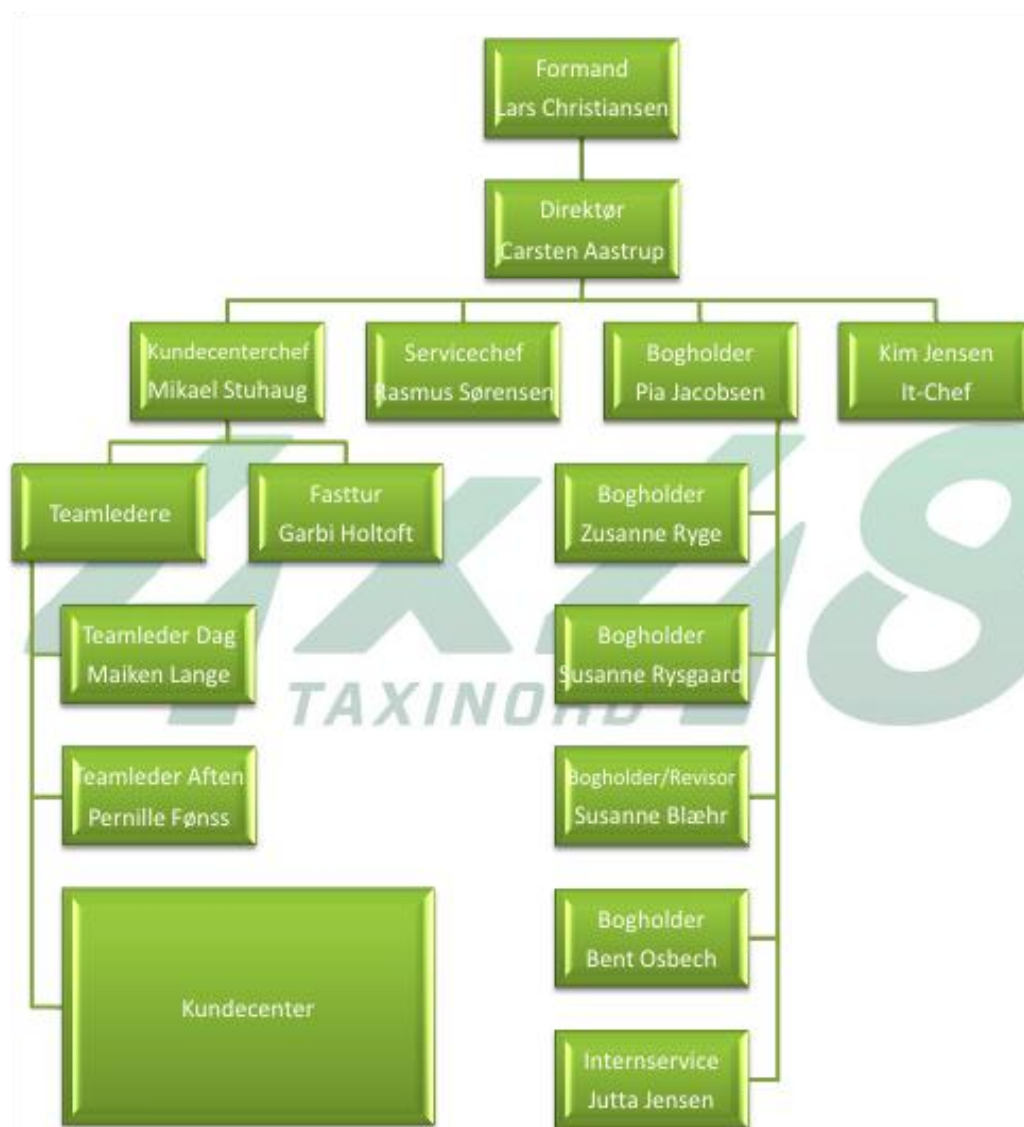 Formand
Lars Christiansen
Direktør
Carsten Aastrup
Kundecenterchef
Mikael Stuhaug
Servicechef
Rasmus Sørensen
Bogholder
Pia Jacobsen
Kim Jensen
It-Chef
Teamledere
Fasttur
Garbi Holtoft
Teamleder Dag
Maiken Lange
Teamleder Aften
Pernille Fønss
Kundecenter
Bogholder
Zusanne Ryge
Bogholder
Susanne Rysgaard
Bogholder/Revisor
Susanne Blæhr
Bogholder
Bent Osbech
Internservice
Jutta Jensen
4x48
TAXINORD